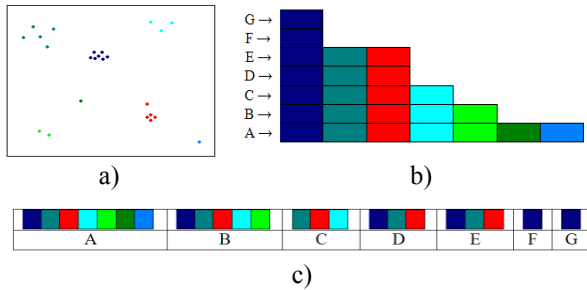 G →
F →
E →
D →
C →
B →
A →
a) b)
A B C D E F G
c)